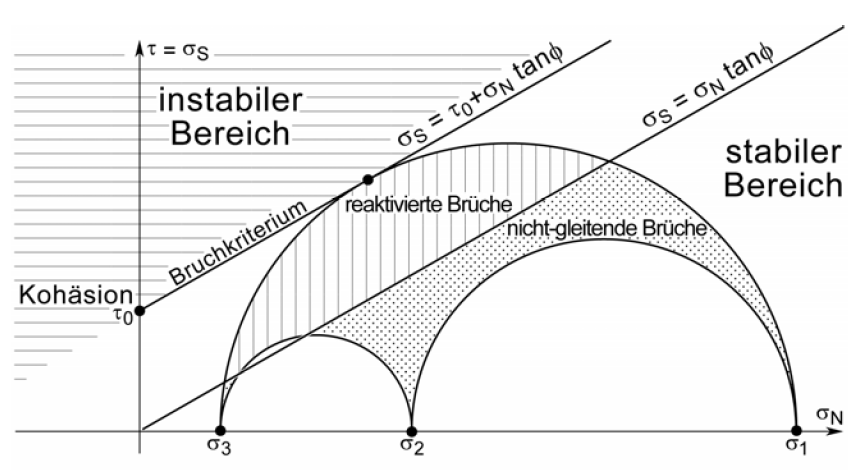 τ = σS
instabiler
Bereich
σS = τ0+σN tanϕ
σS = σN tanϕ
stabiler
Bereich
reaktivierte Brüche
nicht-gleitende Brüche
Bruchkriterium
Kohäsion
τ0
σN
σ3
σ2
σ1